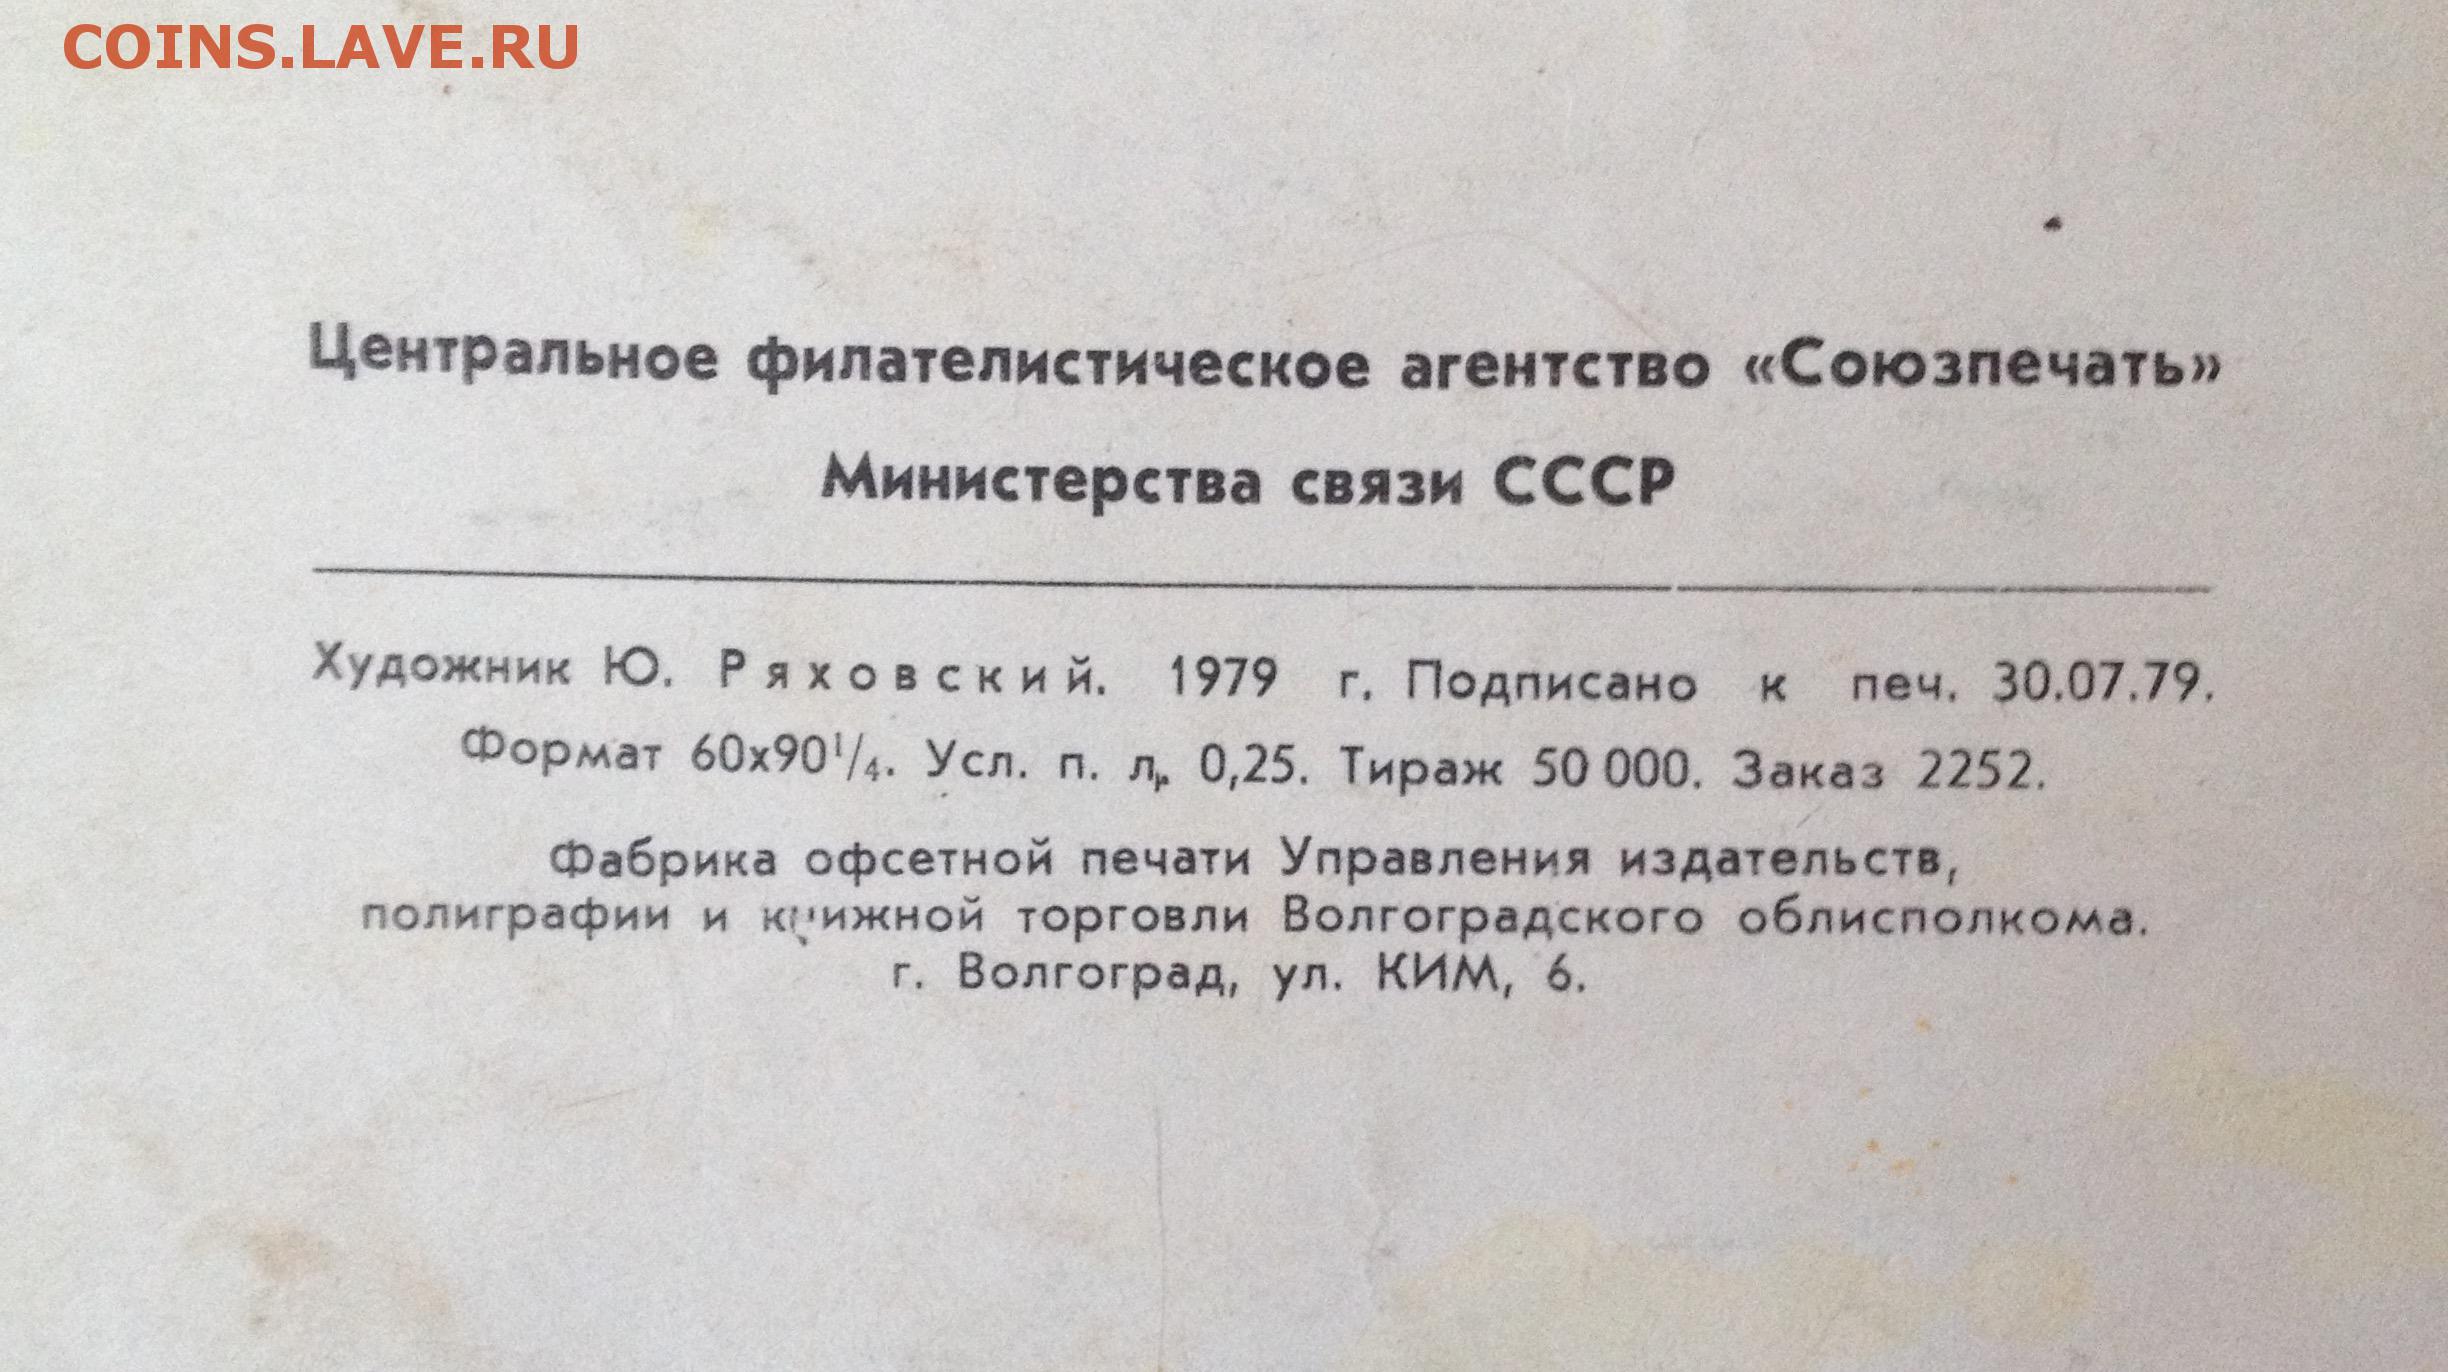 COINS.LAVE.RU
Центральное филателистическое агентство «Союзпечать»
Министерства связи СССР
Художник Ю. Ряховский. 1979 г. Подписано к печ. 30.07.79.
Формат 60х90¹/₄. Усл. п. л. 0,25. Тираж 50 000. Заказ 2252.
Фабрика офсетной печати Управления издательств,
полиграфии и книжной торговли Волгоградского облисполкома.
г. Волгоград, ул. КИМ, 6.